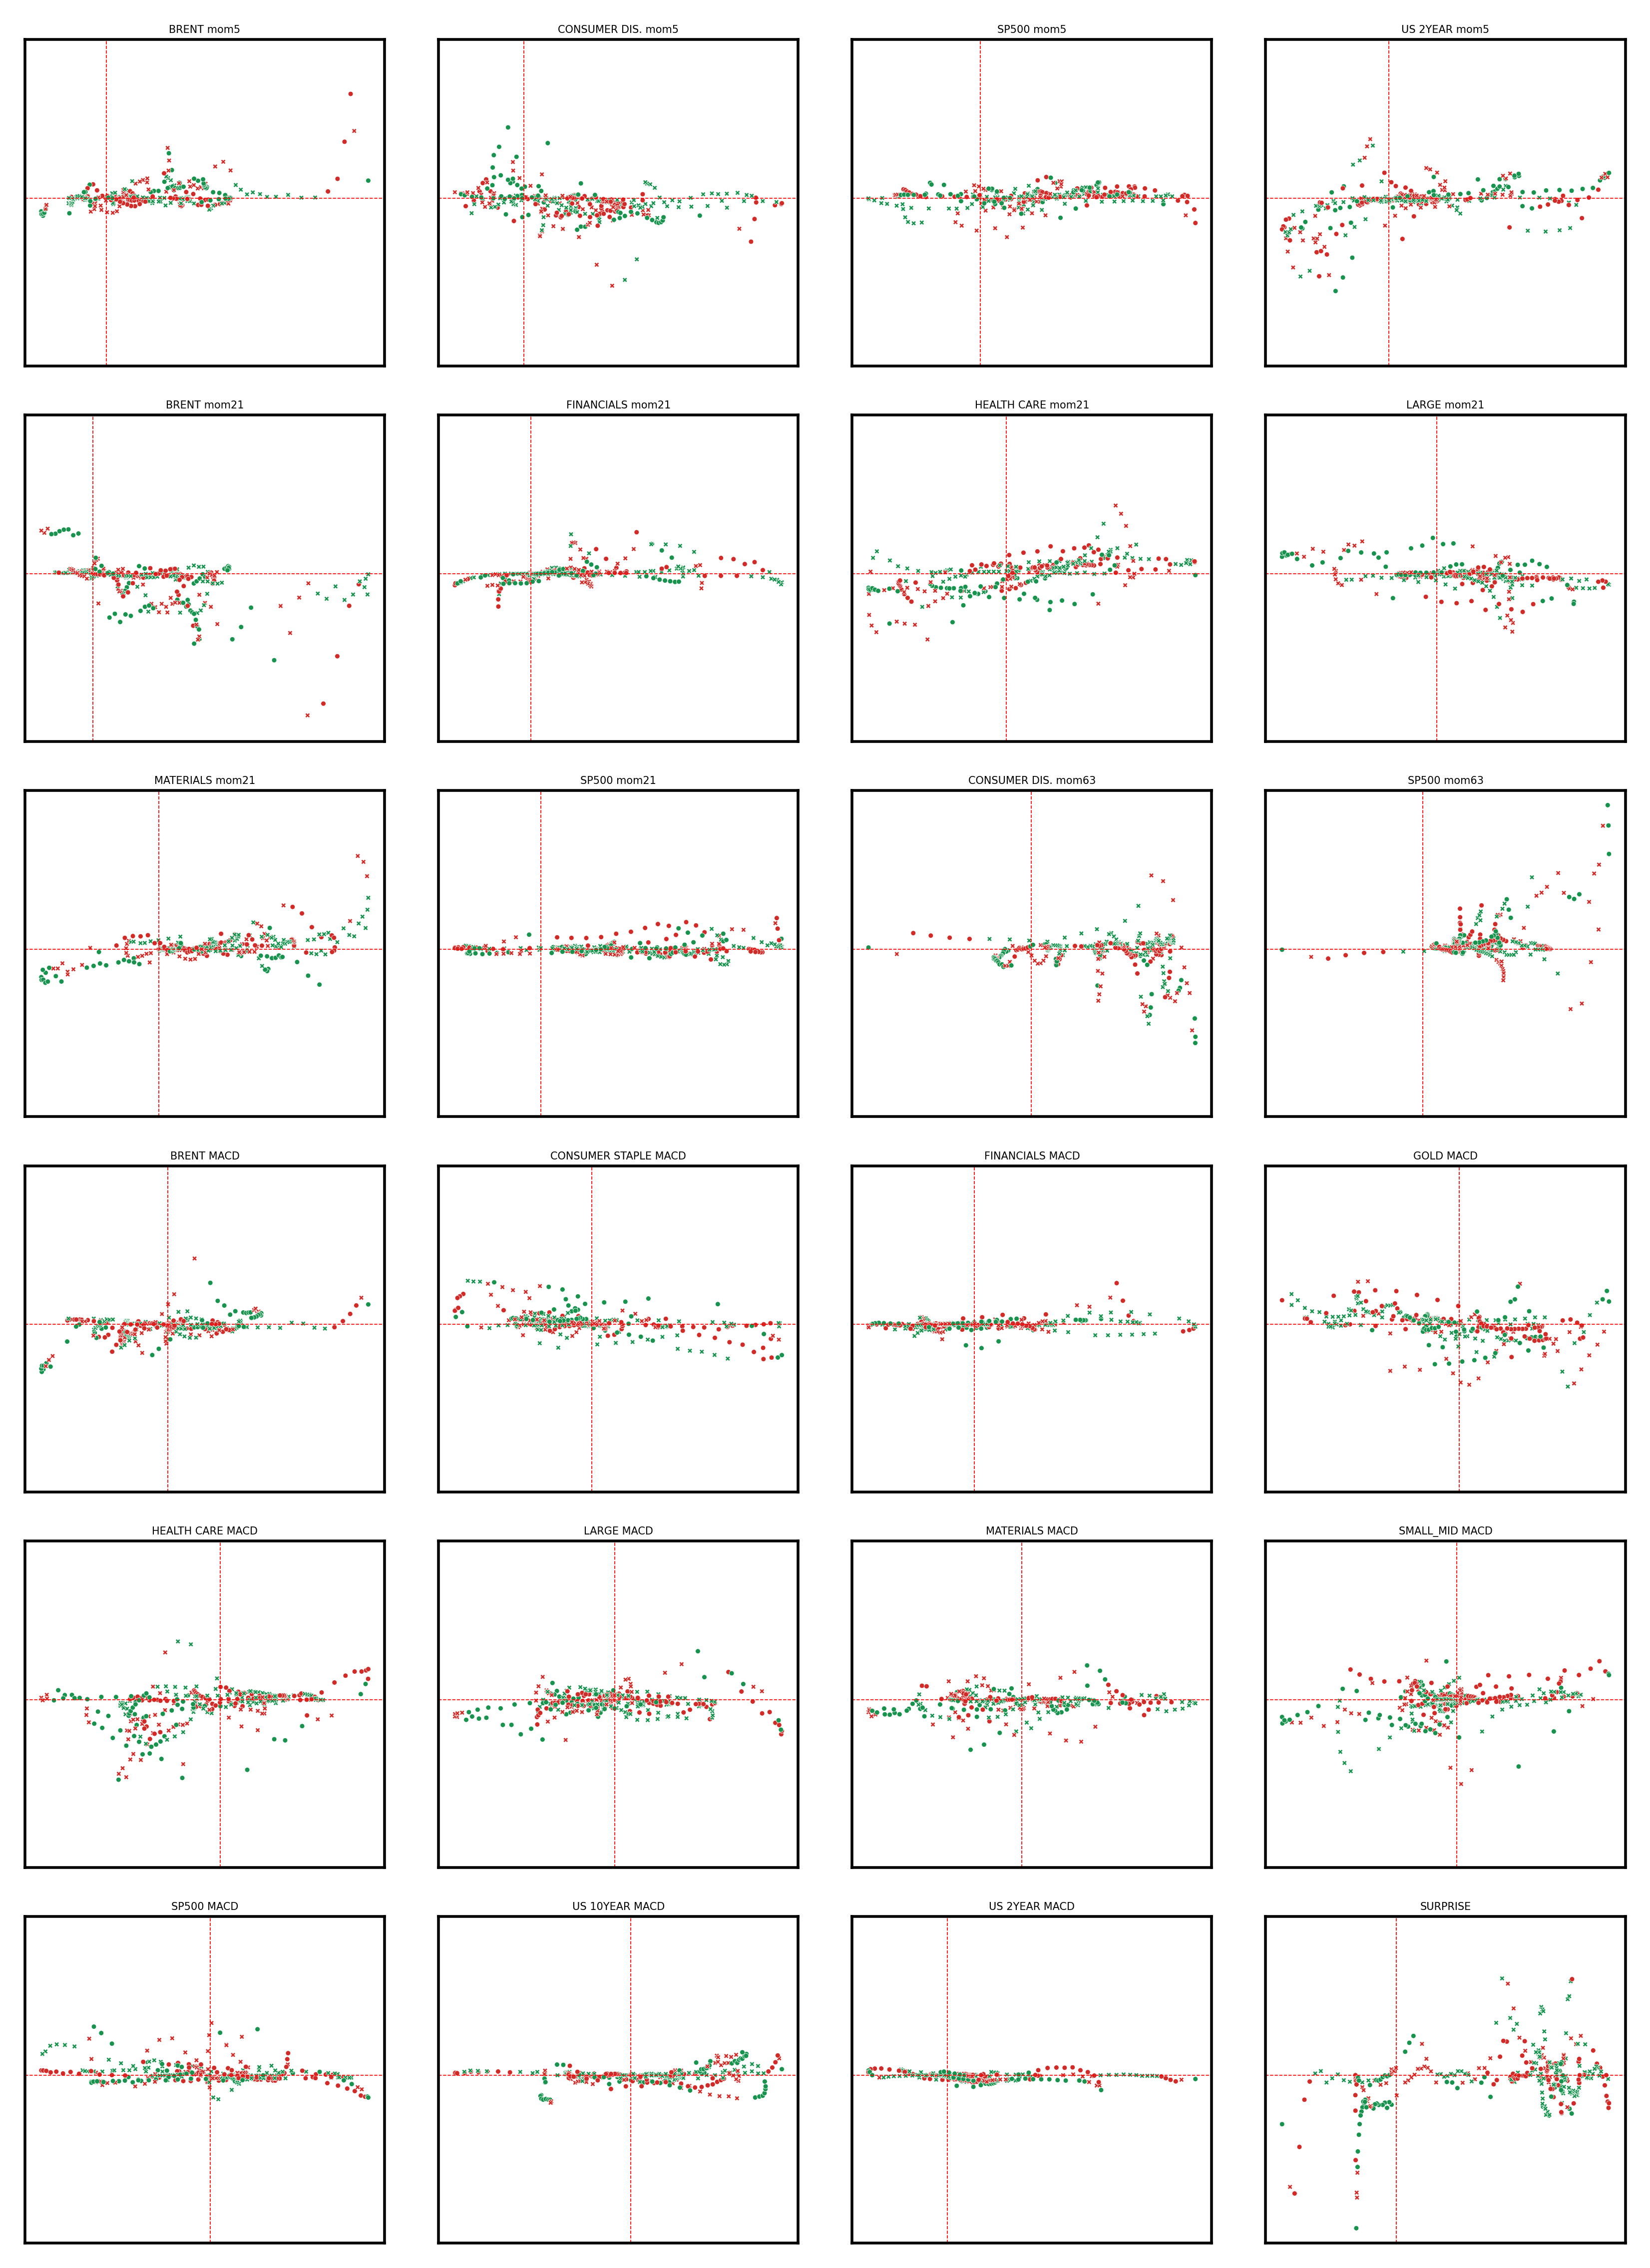 BRENT mom5
CONSUMER DIS. mom5
SP500 mom5
US 2YEAR mom5
BRENT mom21
FINANCIALS mom21
HEALTH CARE mom21
LARGE mom21
MATERIALS mom21
SP500 mom21
CONSUMER DIS. mom63
SP500 mom63
BRENT MACD
CONSUMER STAPLE MACD
FINANCIALS MACD
GOLD MACD
HEALTH CARE MACD
LARGE MACD
MATERIALS MACD
SMALL_MID MACD
SP500 MACD
US 10YEAR MACD
US 2YEAR MACD
SURPRISE